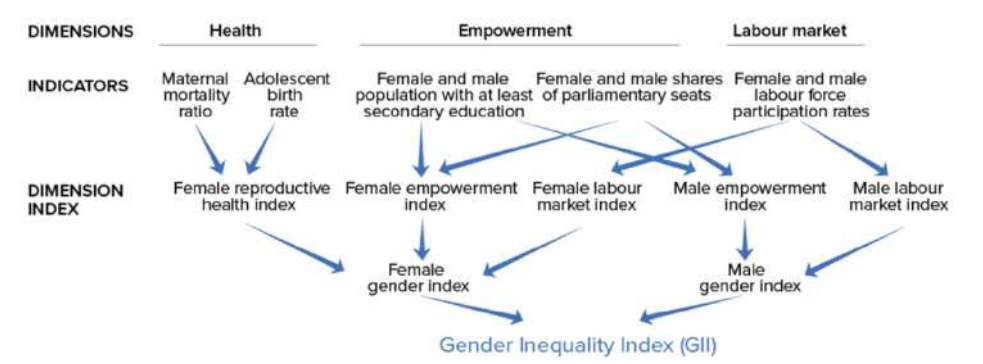 DIMENSIONS
Health
Empowerment
Labour market
INDICATORS
Maternal
mortality
ratio
Adolescent
birth
rate
Female and male
population with at least
secondary education
Female and male shares
of parliamentary seats
Female and male
labour force
participation rates
DIMENSION
INDEX
Female reproductive
health index
Female empowerment
index
Female labour
market index
Male empowerment
index
Male labour
market index
Female
gender index
Male
gender index
Gender Inequality Index (GII)